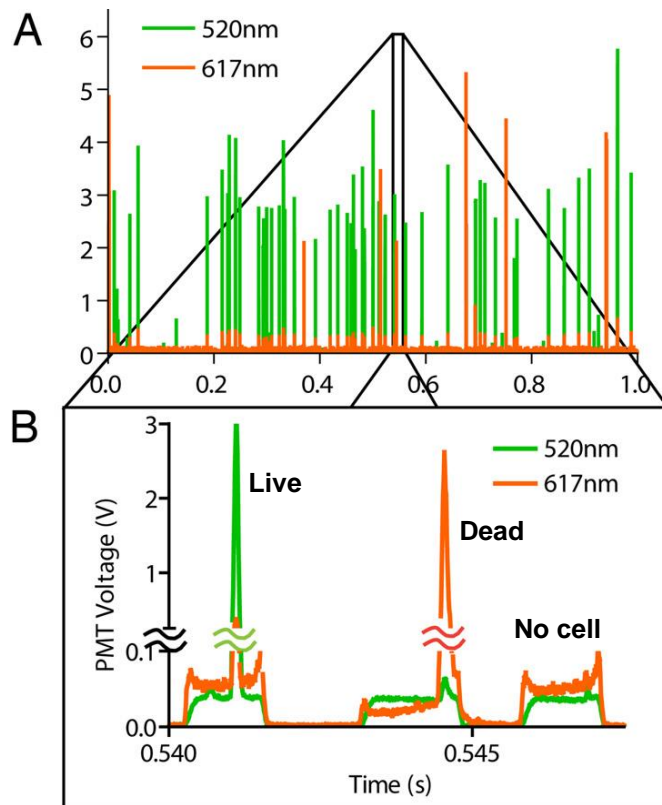 A
520nm
617nm
6
5
4
3
2
1
0
0.0 0.2 0.4 0.6 0.8 1.0
B
520nm
617nm
Live
Dead
No cell
PMT Voltage (V)
3
2
1
0.1
0.0
0.540 0.545
Time (s)